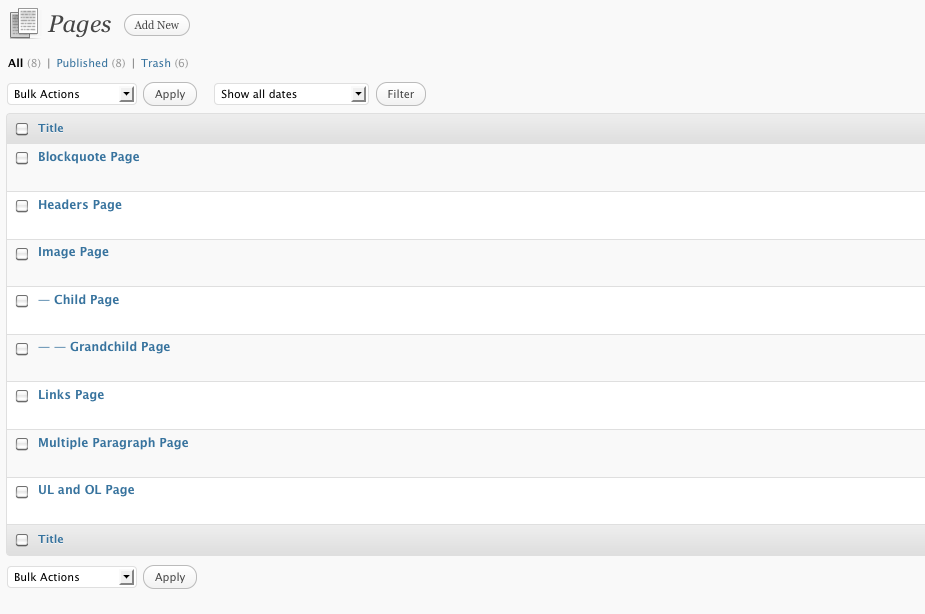 Pages Add New
All (8) | Published (8) | Trash (6)
Bulk Actions Apply Show all dates Filter
Title
Blockquote Page
Headers Page
Image Page
— Child Page
— — Grandchild Page
Links Page
Multiple Paragraph Page
UL and OL Page
Title
Bulk Actions Apply